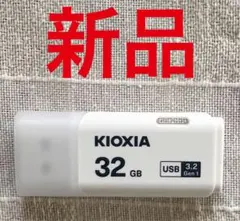 新品
KIOXIA
32 GB
USB 3.2
Gen 1